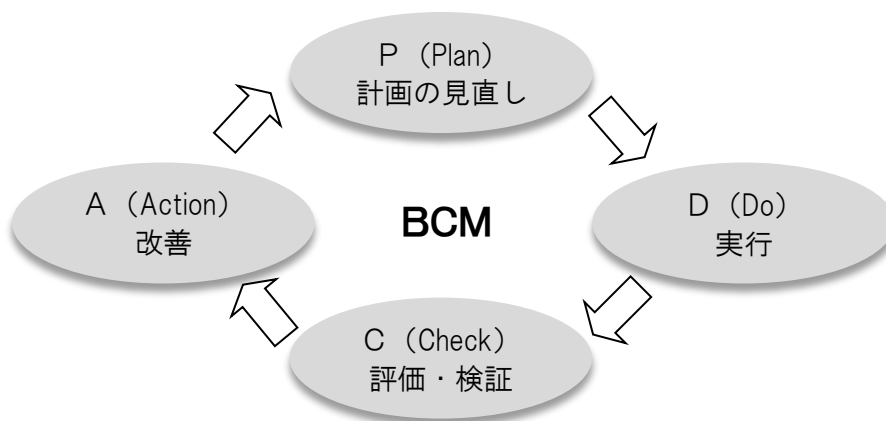 P（Plan）
計画の見直し
A（Action）
改善
BCM
D（Do）
実行
C（Check）
評価・検証